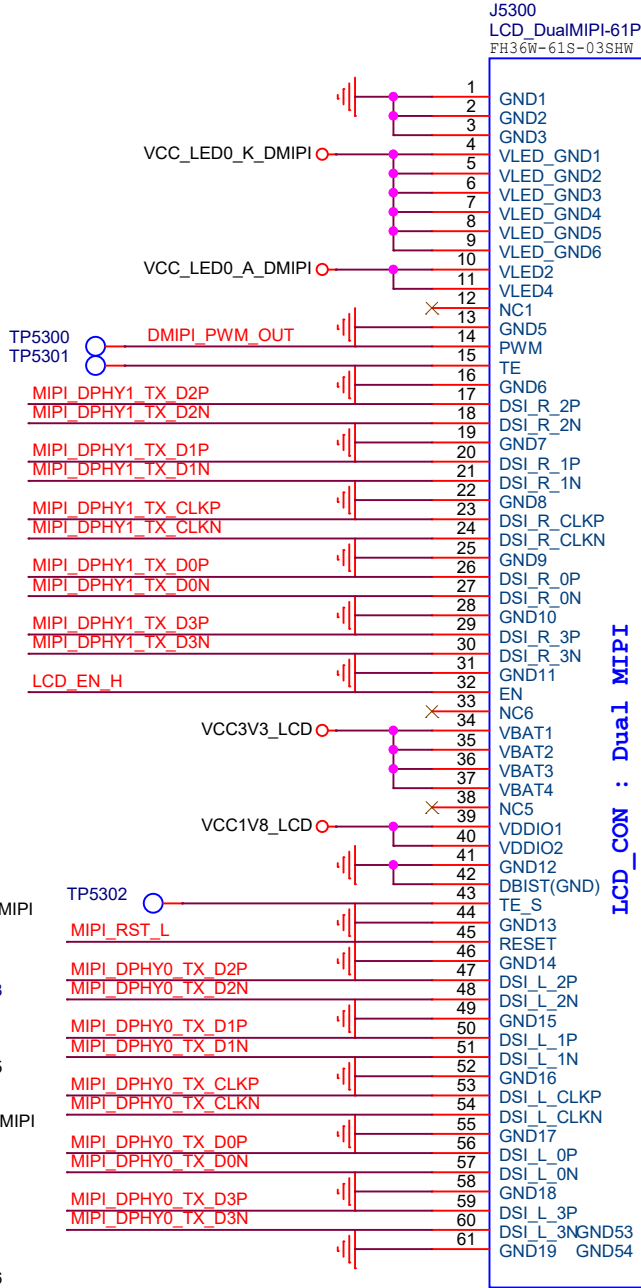 J5300
LCD_DualMIPI-61P
FH36W-61S-03SHW
1 GND1
2 GND2
3 GND3
VCC_LED0_K_DMIPI 4 VLED_GND1
5 VLED_GND2
6 VLED_GND3
7 VLED_GND4
8 VLED_GND5
9 VLED_GND6
VCC_LED0_A_DMIPI 10 VLED2
11 VLED4
12 NC1
13 GND5
TP5300 DMIPI_PWM_OUT 14 PWM
TP5301 15 TE
16 GND6
MIPI_DPHY1_TX_D2P 17 DSI_R_2P
MIPI_DPHY1_TX_D2N 18 DSI_R_2N
19 GND7
MIPI_DPHY1_TX_D1P 20 DSI_R_1P
MIPI_DPHY1_TX_D1N 21 DSI_R_1N
22 GND8
MIPI_DPHY1_TX_CLKP 23 DSI_R_CLKP
MIPI_DPHY1_TX_CLKN 24 DSI_R_CLKN
25 GND9
MIPI_DPHY1_TX_D0P 26 DSI_R_0P
MIPI_DPHY1_TX_D0N 27 DSI_R_0N
28 GND10
MIPI_DPHY1_TX_D3P 29 DSI_R_3P
MIPI_DPHY1_TX_D3N 30 DSI_R_3N
31 GND11
LCD_EN_H 32 EN
33 NC6
VCC3V3_LCD 34 VBAT1
35 VBAT2
36 VBAT3
37 VBAT4
38 NC5
VCC1V8_LCD 39 VDDIO1
40 VDDIO2
41 GND12
42 DBIST(GND)
TP5302 43 TE_S
44 GND13
MIPI_RST_L 45 RESET
46 GND14
MIPI_DPHY0_TX_D2P 47 DSI_L_2P
MIPI_DPHY0_TX_D2N 48 DSI_L_2N
49 GND15
MIPI_DPHY0_TX_D1P 50 DSI_L_1P
MIPI_DPHY0_TX_D1N 51 DSI_L_1N
52 GND16
MIPI_DPHY0_TX_CLKP 53 DSI_L_CLKP
MIPI_DPHY0_TX_CLKN 54 DSI_L_CLKN
55 GND17
MIPI_DPHY0_TX_D0P 56 DSI_L_0P
MIPI_DPHY0_TX_D0N 57 DSI_L_0N
58 GND18
MIPI_DPHY0_TX_D3P 59 DSI_L_3P
MIPI_DPHY0_TX_D3N 60 DSI_L_3N GND53
61 GND19 GND54
LCD_CON : Dual MIPI
MIPI
MIPI